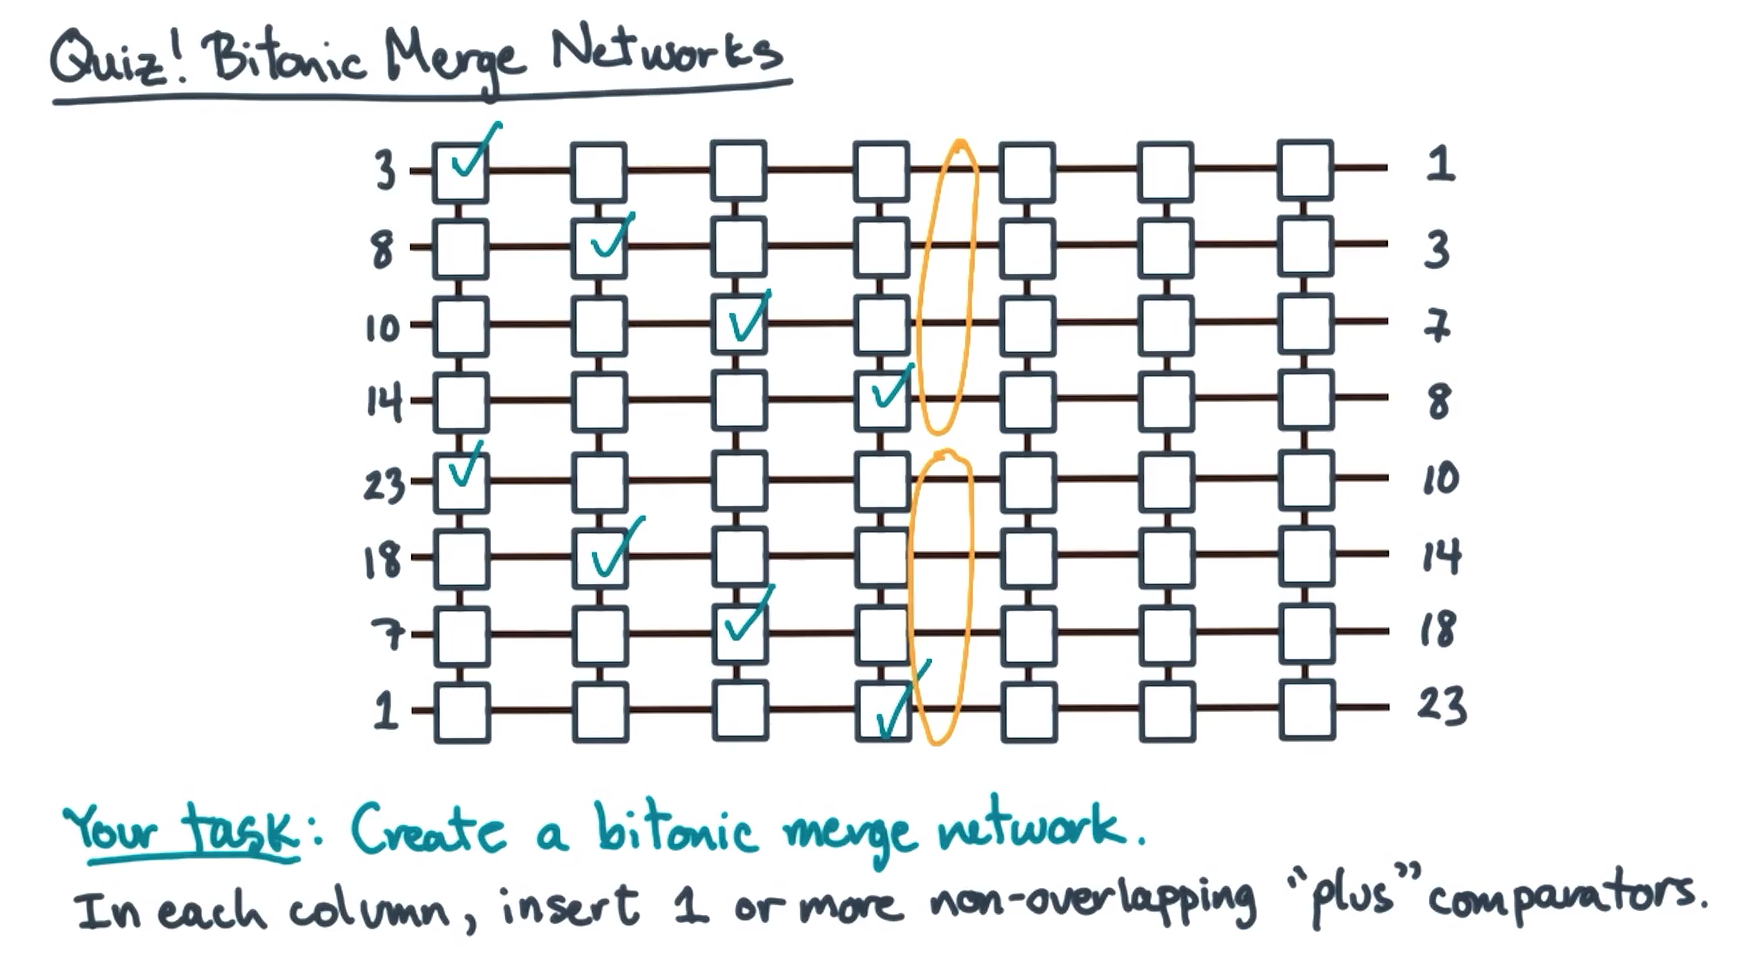 Quiz! Bitonic Merge Networks
3 1
8 3
10 7
14 8
23 10
18 14
7 18
1 23
Your task: Create a bitonic merge network.
In each column, insert 1 or more non-overlapping "plus" comparators.